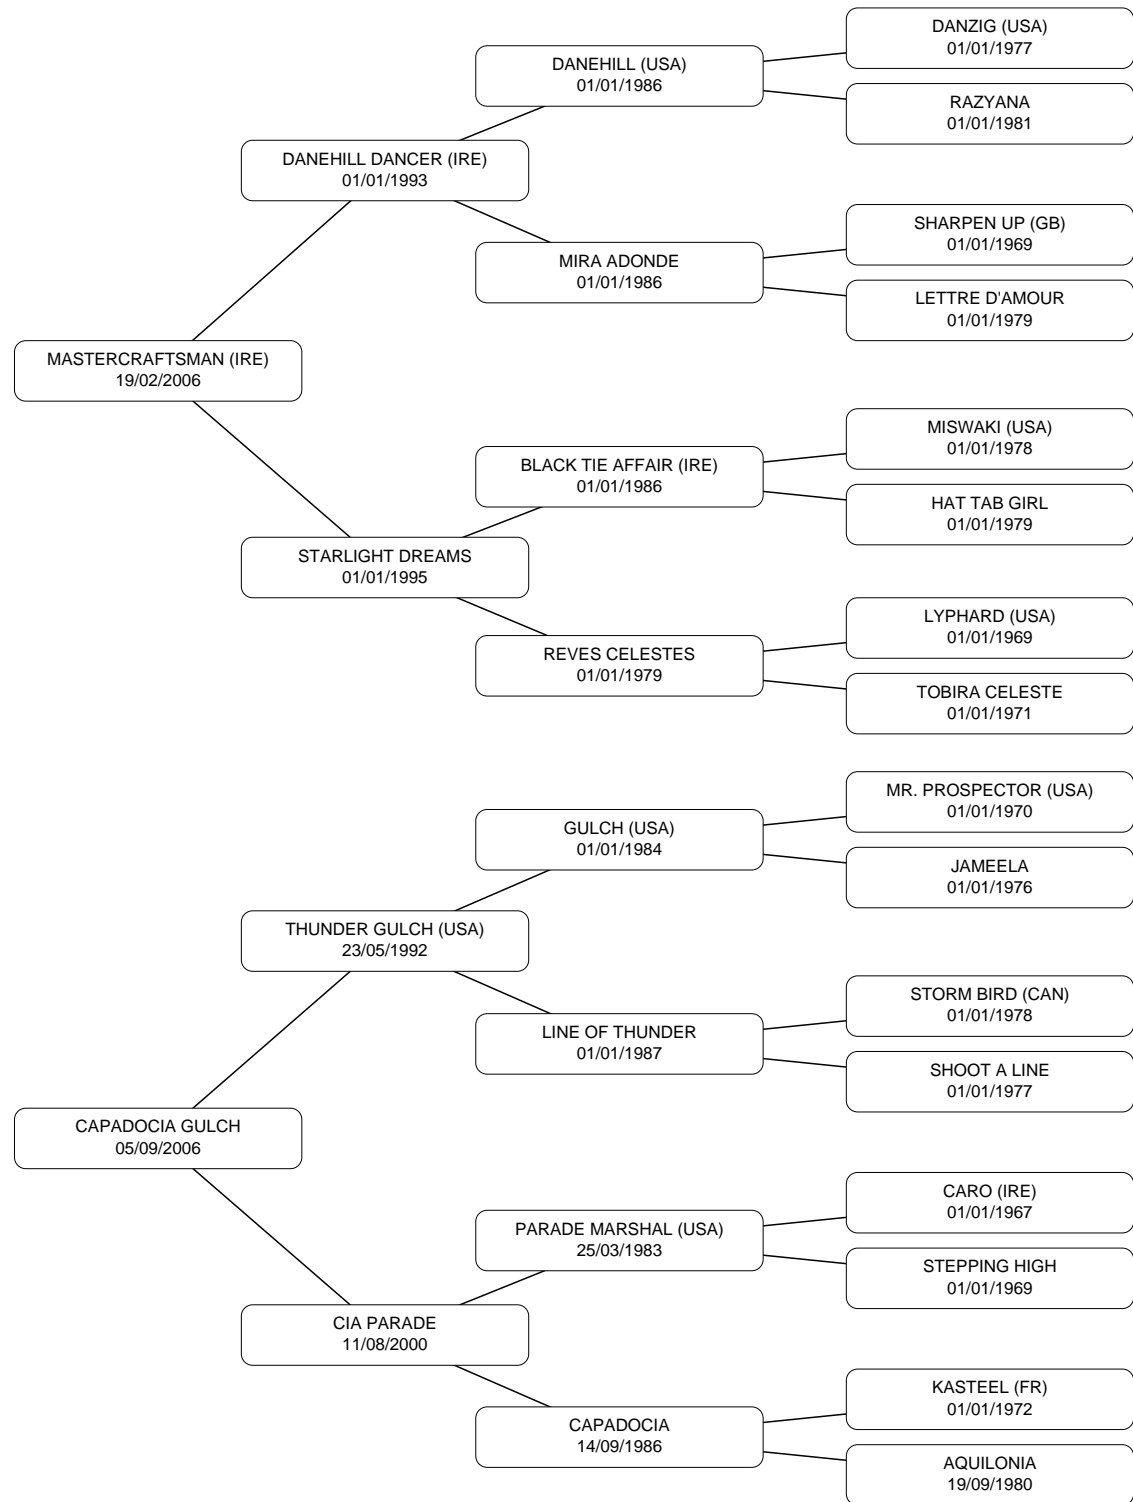 DANZIG (USA)
01/01/1977
DANEHILL (USA)
01/01/1986
RAZYANA
01/01/1981
DANEHILL DANCER (IRE)
01/01/1993
SHARPEN UP (GB)
01/01/1969
MIRA ADONDE
01/01/1986
LETTRE D'AMOUR
01/01/1979
MASTERCRAFTSMAN (IRE)
19/02/2006
MISWAKI (USA)
01/01/1978
BLACK TIE AFFAIR (IRE)
01/01/1986
HAT TAB GIRL
01/01/1979
STARLIGHT DREAMS
01/01/1995
LYPHARD (USA)
01/01/1969
REVES CELESTES
01/01/1979
TOBIRA CELESTE
01/01/1971
MR. PROSPECTOR (USA)
01/01/1970
GULCH (USA)
01/01/1984
JAMEELA
01/01/1976
THUNDER GULCH (USA)
23/05/1992
STORM BIRD (CAN)
01/01/1978
LINE OF THUNDER
01/01/1987
SHOOT A LINE
01/01/1977
CAPADOCIA GULCH
05/09/2006
CARO (IRE)
01/01/1967
PARADE MARSHAL (USA)
25/03/1983
STEPPING HIGH
01/01/1969
CIA PARADE
11/08/2000
KASTEEL (FR)
01/01/1972
CAPADOCIA
14/09/1986
AQUILONIA
19/09/1980